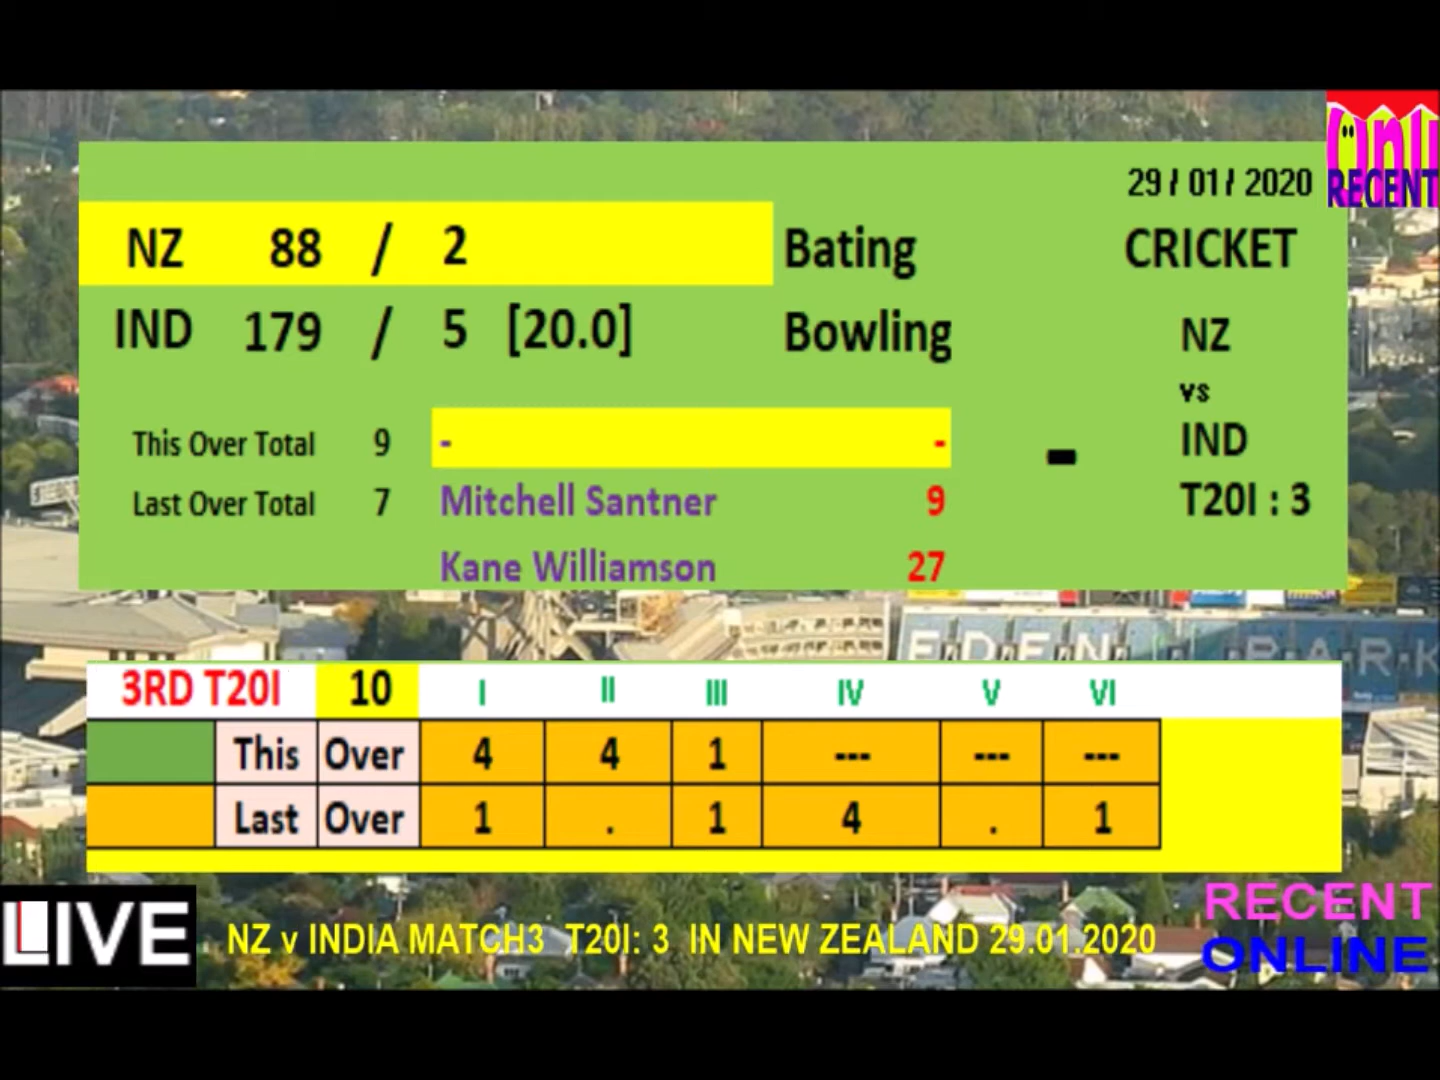 29 / 01 / 2020
RECENT
NZ 88 / 2 Bating CRICKET
IND 179 / 5 [20.0] Bowling NZ
vs
This Over Total 9 - - - IND
Last Over Total 7 Mitchell Santner 9 T20I : 3
Kane Williamson 27
EDEN PARK
3RD T20I 10 I II III IV V VI
This Over 4 4 1 --- --- ---
Last Over 1 . 1 4 . 1
LIVE
NZ v INDIA MATCH3 T20I: 3 IN NEW ZEALAND 29.01.2020
RECENT
ONLINE